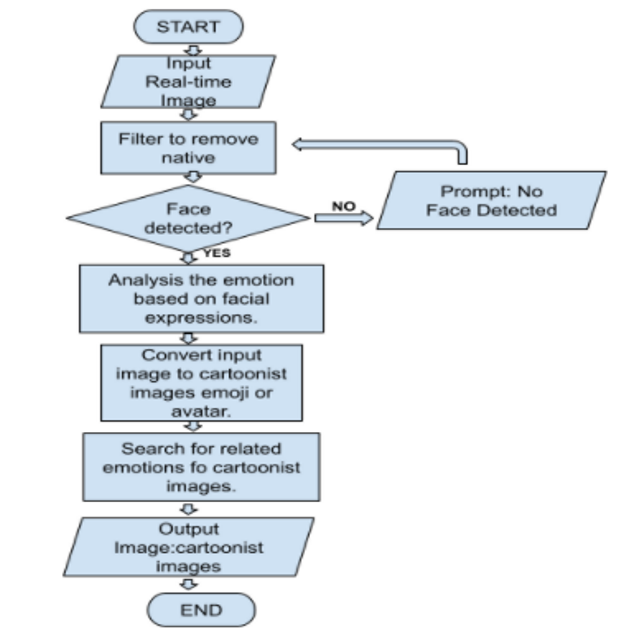 START
Input
Real-time
Image
Filter to remove
native
Face
detected?
NO
Prompt: No
Face Detected
YES
Analysis the emotion
based on facial
expressions.
Convert input
image to cartoonist
images emoji or
avatar.
Search for related
emotions fo cartoonist
images.
Output
Image:cartoonist
images
END